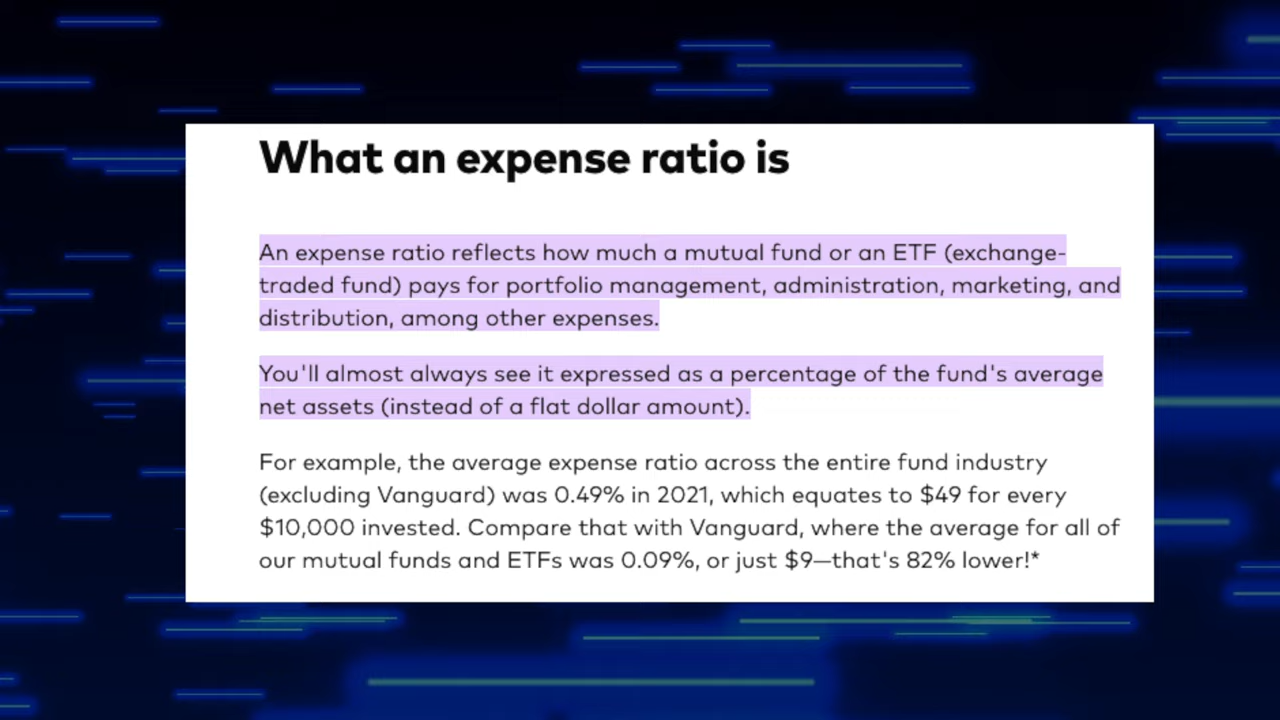 What an expense ratio is
An expense ratio reflects how much a mutual fund or an ETF (exchange-
traded fund) pays for portfolio management, administration, marketing, and
distribution, among other expenses.
You'll almost always see it expressed as a percentage of the fund's average
net assets (instead of a flat dollar amount).
For example, the average expense ratio across the entire fund industry
(excluding Vanguard) was 0.49% in 2021, which equates to $49 for every
$10,000 invested. Compare that with Vanguard, where the average for all of
our mutual funds and ETFs was 0.09%, or just $9—that's 82% lower!*